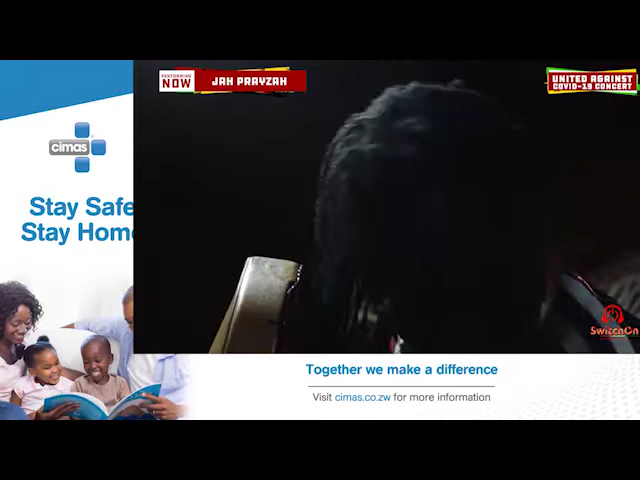 PERFORMING
NOW
JAH PRAYZAH
UNITED AGAINST
COVID-19 CONCERT
cimas
Stay Safe
Stay Home
SwitchOn
Together we make a difference
Visit cimas.co.zw for more information